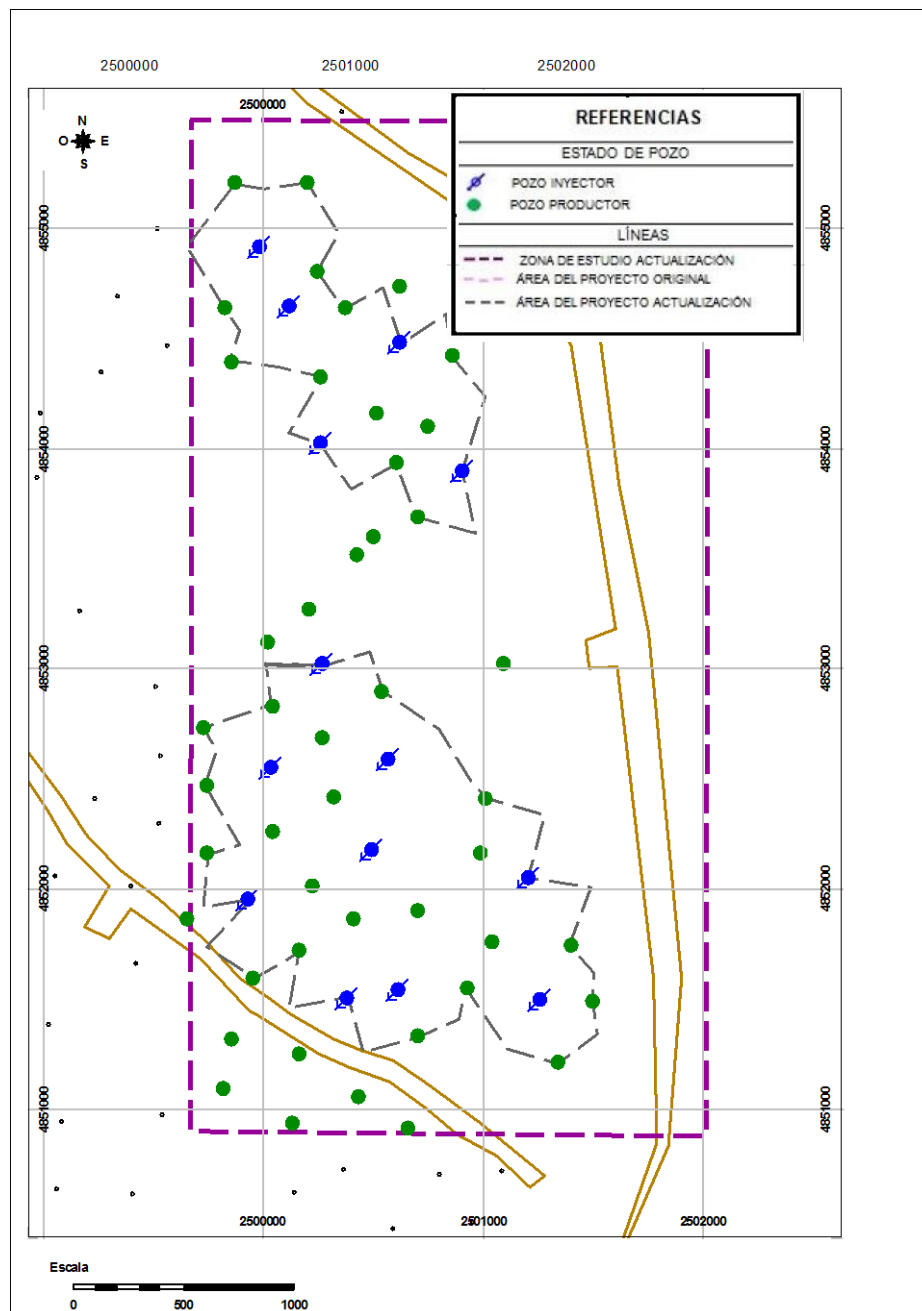 2500000 2501000 2502000
2500000
N
O E
S
REFERENCIAS
ESTADO DE POZO
POZO INYECTOR
POZO PRODUCTOR
LÍNEAS
ZONA DE ESTUDIO ACTUALIZACIÓN
ÁREA DEL PROYECTO ORIGINAL
ÁREA DEL PROYECTO ACTUALIZACIÓN
4855000 4855000
4854000 4854000
4853000 4853000
4852000 4852000
4851000 4851000
2500000 2501000 2502000
Escala
0 500 1000